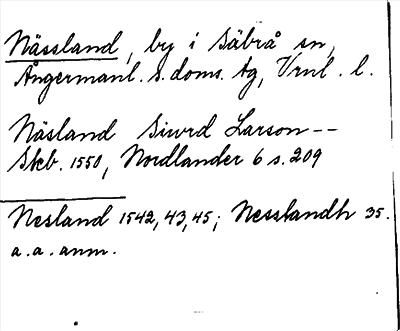 Nässland, by i Säbrå sn,
Ångermanl. s. doms. tg, Vrnl. l.
Näsland Siwrd Larson --
Skb. 1550, Nordlander 6 s. 209
Nesland 1542, 43, 45; Nesslandh 35.
a.a. anm.